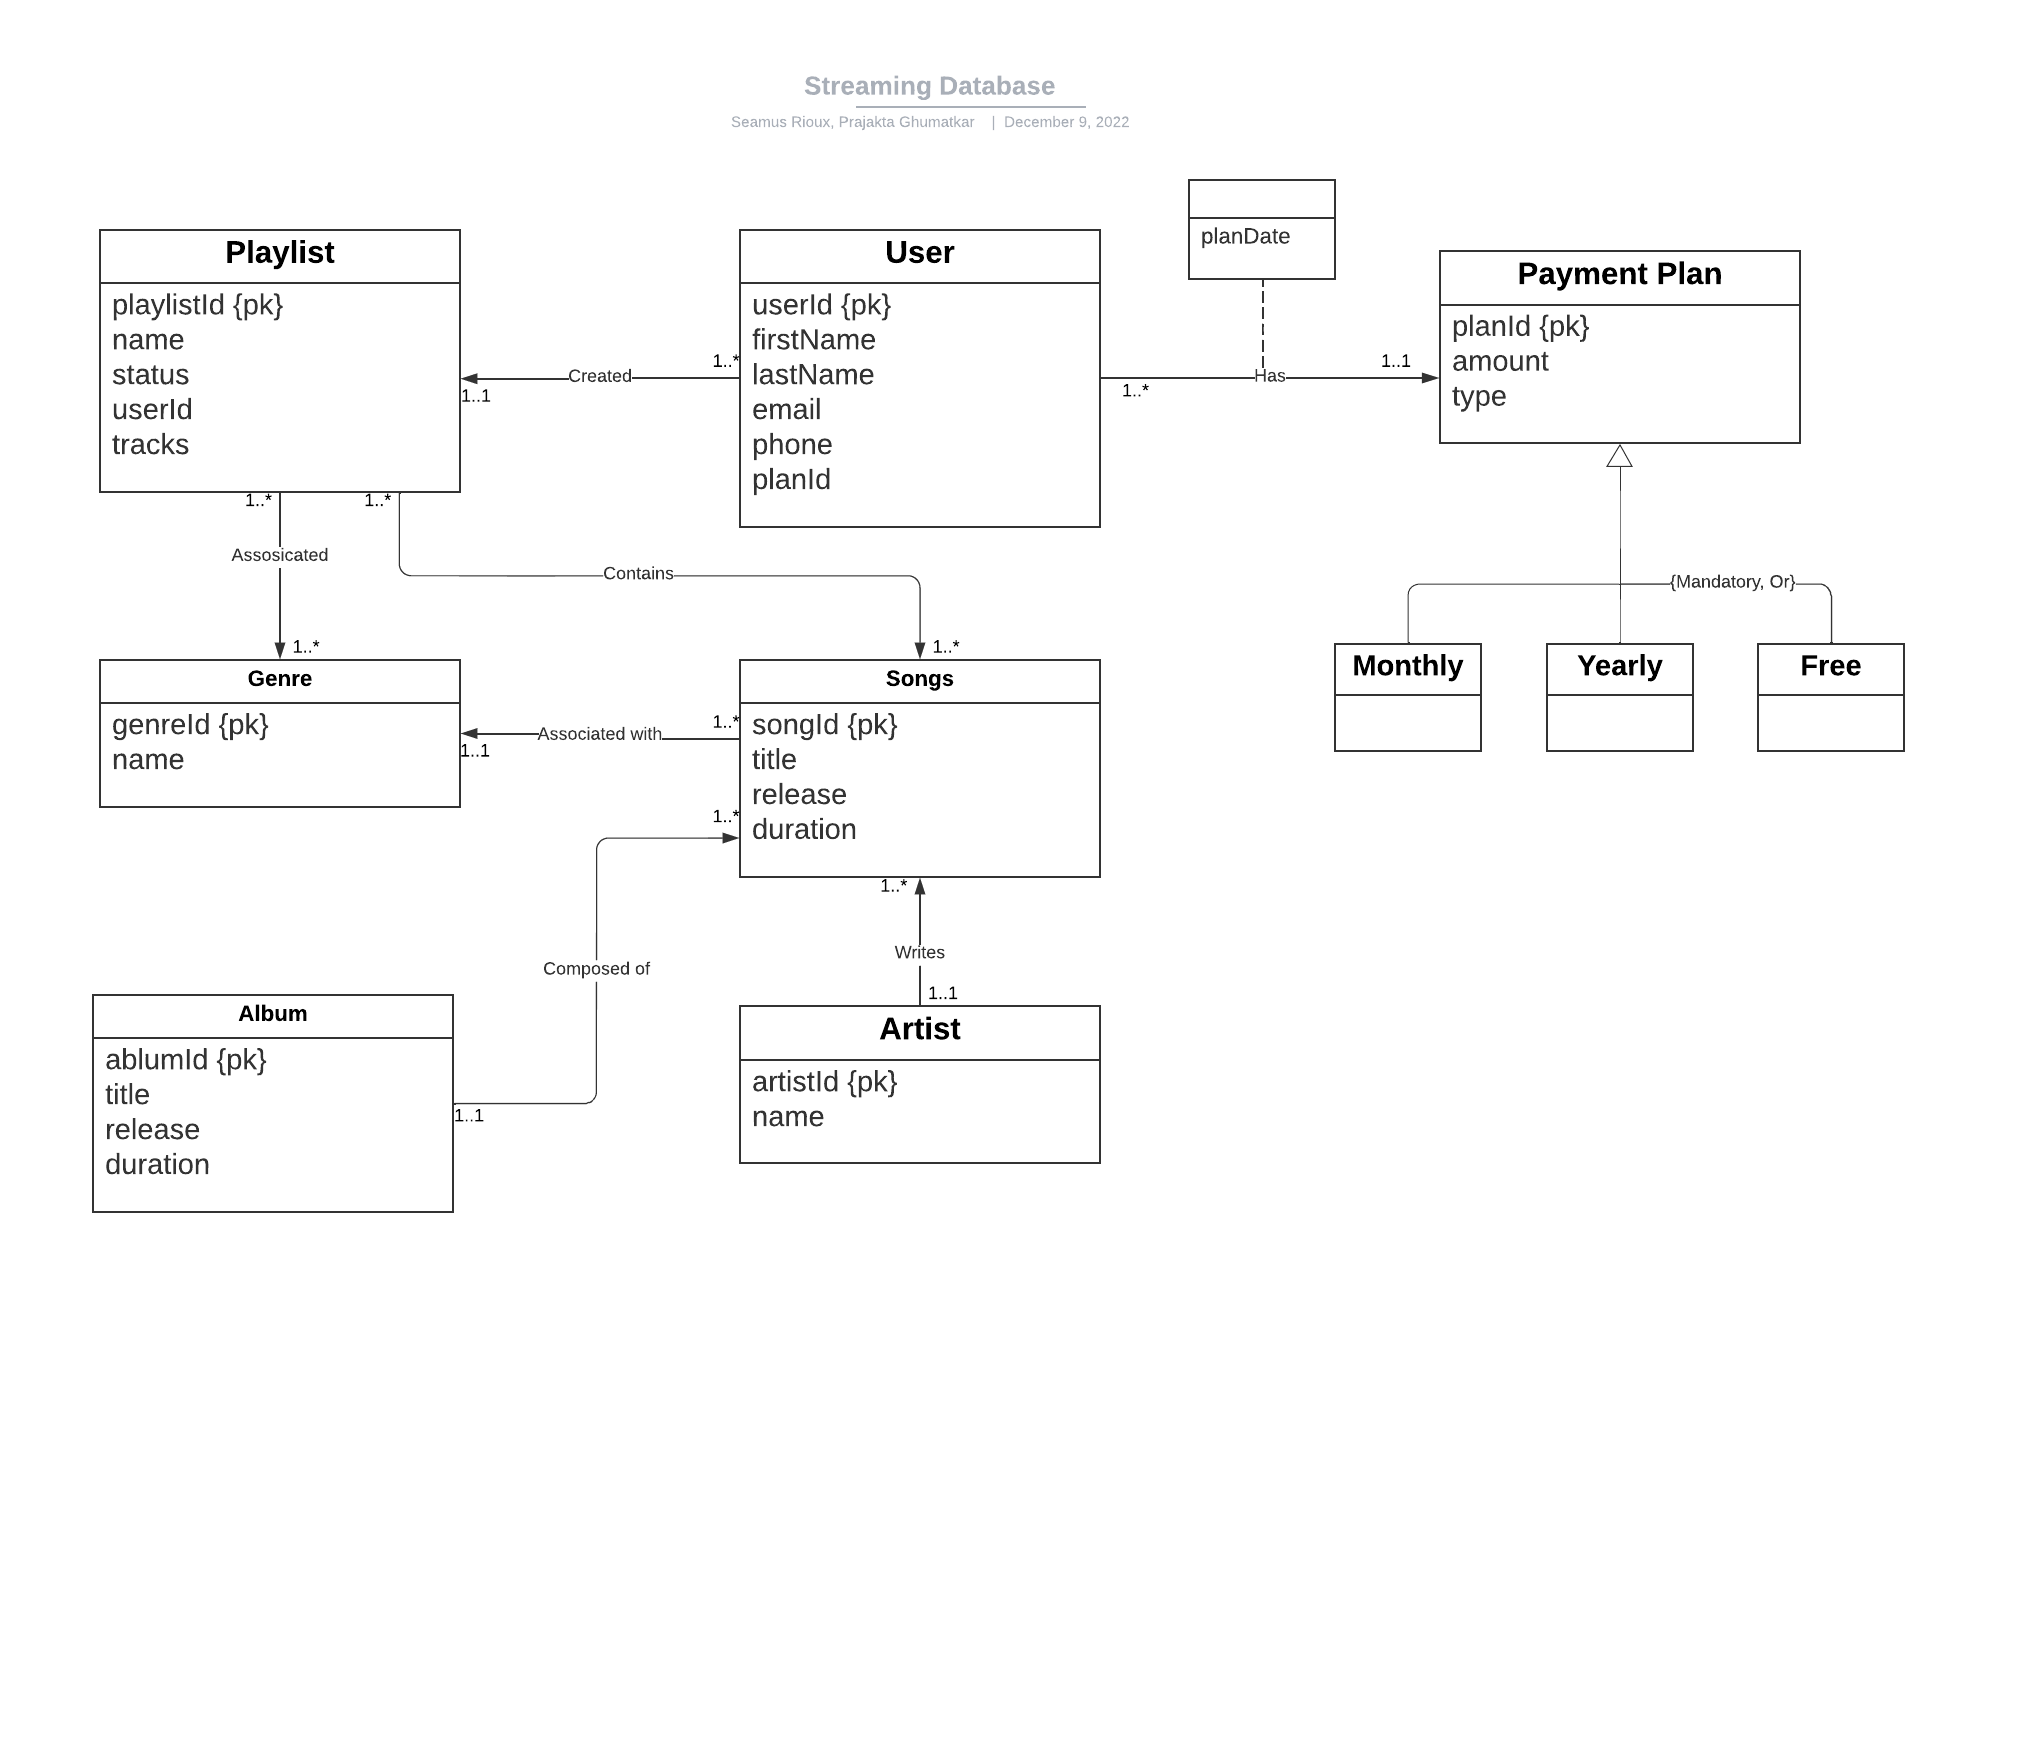 Streaming Database
Seamus Rioux, Prajakta Ghumatkar | December 9, 2022
Playlist
playlistId {pk}
name
status
userId
tracks
User
userId {pk}
firstName
lastName
email
phone
planId
planDate
Payment Plan
planId {pk}
amount
type
1..*
Created
1..1
1..*
Has
1..1
1..*
1..*
Assosicated
Contains
{Mandatory, Or}
1..*
1..*
Monthly
Yearly
Free
Genre
genreId {pk}
name
Songs
songId {pk}
title
release
duration
1..*
Associated with
1..1
1..*
1..*
Writes
Composed of
1..1
Album
ablumId {pk}
title
release
duration
1..1
Artist
artistId {pk}
name